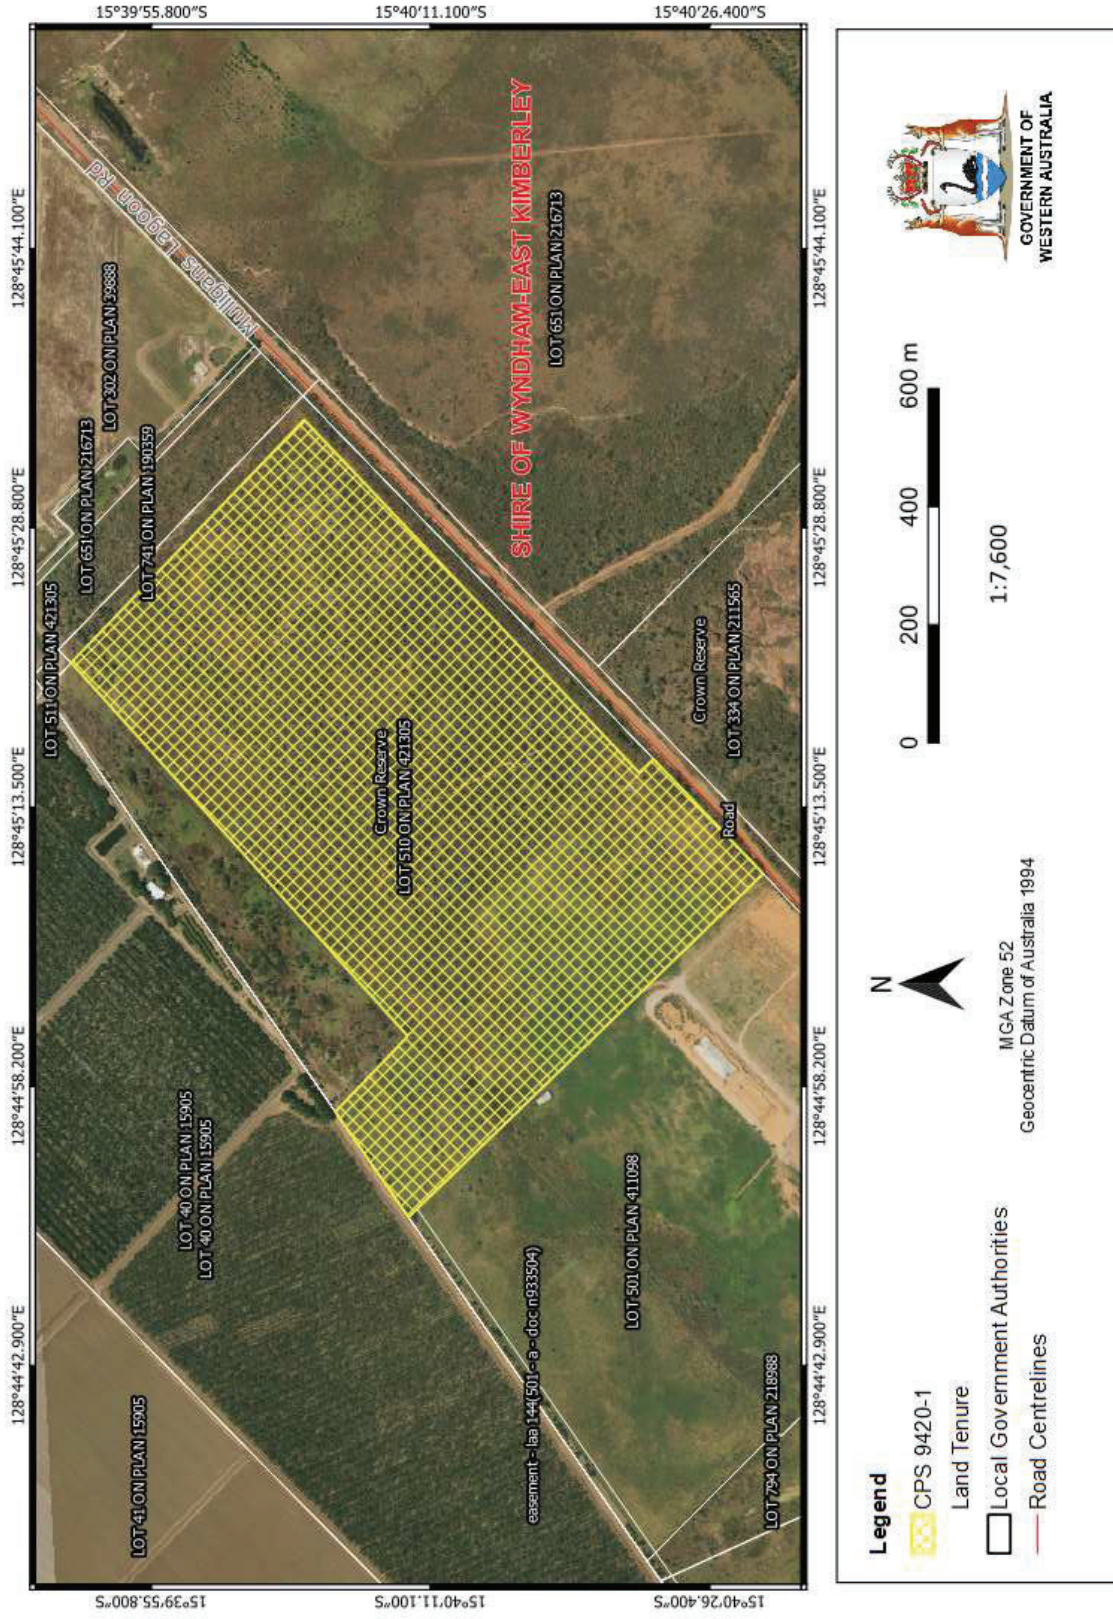 128°44'42.900"E
128°44'58.200"E
128°45'13.500"E
128°45'28.800"E
128°45'44.100"E
15°39'55.800"S
15°39'55.800"S
15°40'11.100"S
15°40'11.100"S
15°40'26.400"S
15°40'26.400"S
LOT 41 ON PLAN 15905
LOT 40 ON PLAN 15905
LOT 40 ON PLAN 15905
LOT 511 ON PLAN 421305
LOT 651 ON PLAN 216713
LOT 302 ON PLAN 39888
LOT 741 ON PLAN 190359
Mulligans Lagoon Rd
Crown Reserve
LOT 510 ON PLAN 421305
SHIRE OF WYNDHAM-EAST KIMBERLEY
LOT 651 ON PLAN 216713
easement - laa 144(501 - a - doc n933504)
LOT 501 ON PLAN 411098
Crown Reserve
LOT 334 ON PLAN 211565
Road
LOT 794 ON PLAN 218988
128°44'42.900"E
128°44'58.200"E
128°45'13.500"E
128°45'28.800"E
128°45'44.100"E
Legend
CPS 9420-1
Land Tenure
Local Government Authorities
Road Centrelines
N
MGA Zone 52
Geocentric Datum of Australia 1994
0 200 400 600 m
1:7,600
GOVERNMENT OF
WESTERN AUSTRALIA